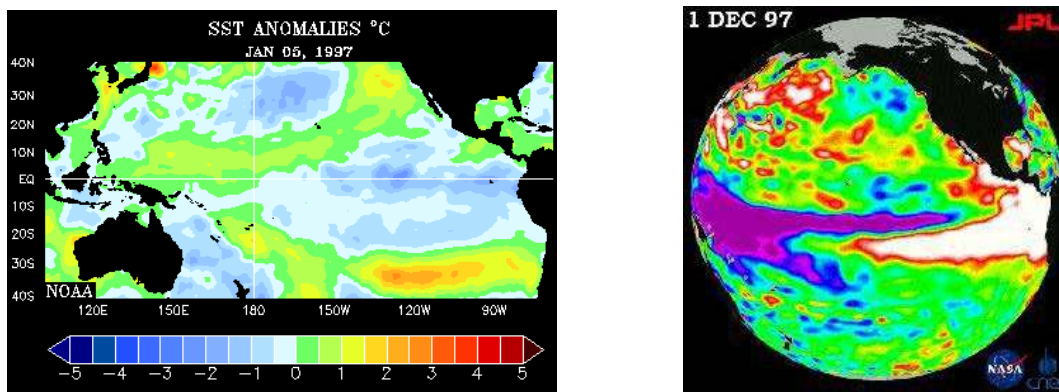 SST ANOMALIES °C
JAN 05, 1997
40N
30N
20N
10N
EQ
10S
20S
30S
40S
NOAA
120E 150E 180 150W 120W 90W
-5 -4 -3 -2 -1 0 1 2 3 4 5
1 DEC 97
JPL
NASA